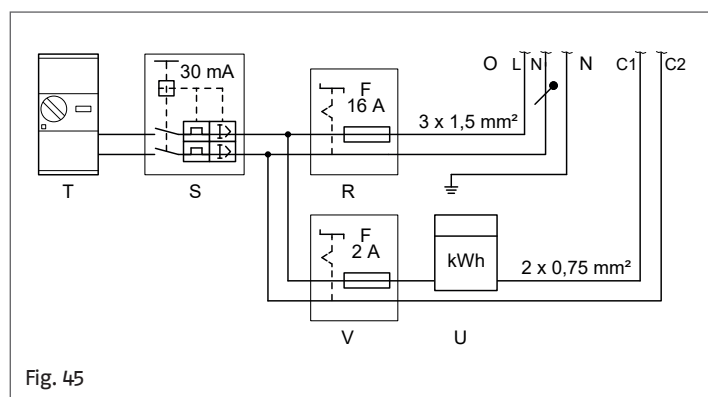 O L N N C1 C2
30 mA
F
16 A
3 x 1,5 mm²
T S R
F
2 A
kWh
2 x 0,75 mm²
V U
Fig. 45